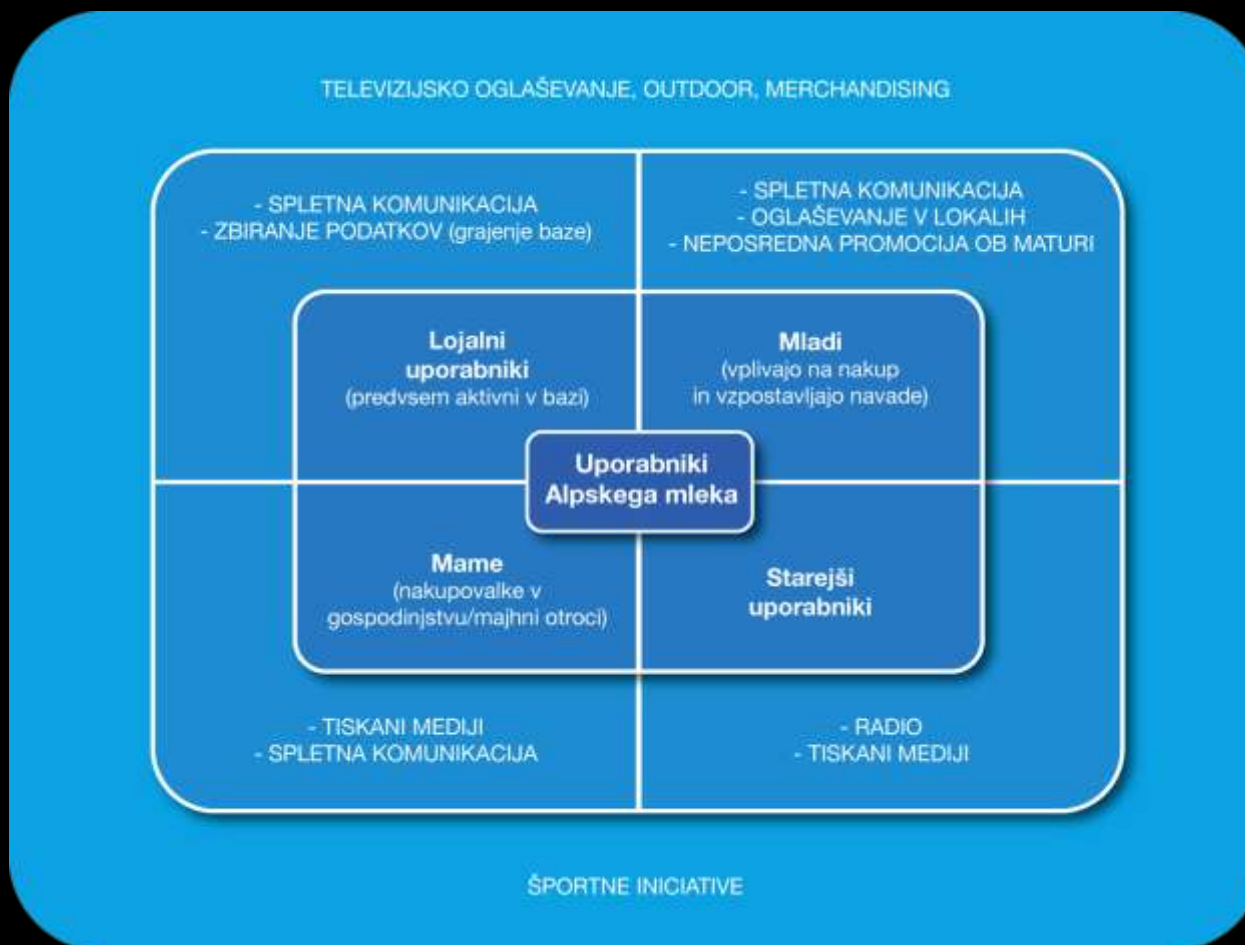 TELEVIZIJSKO OGLAŠEVANJE, OUTDOOR, MERCHANDISING
- SPLETNA KOMUNIKACIJA
- ZBIRANJE PODATKOV (grajenje baze)
- SPLETNA KOMUNIKACIJA
- OGLAŠEVANJE V LOKALIH
- NEPOSREDNA PROMOCIJA OB MATURI
Lojalni
uporabniki
(predvsem aktivni v bazi)
Mladi
(vplivajo na nakup
in vzpostavljajo navade)
Uporabniki
Alpskega mleka
Mame
(nakupovalke v
gospodinjstvu/majhni otroci)
Starejši
uporabniki
- TISKANI MEDIJI
- SPLETNA KOMUNIKACIJA
- RADIO
- TISKANI MEDIJI
ŠPORTNE INICIATIVE